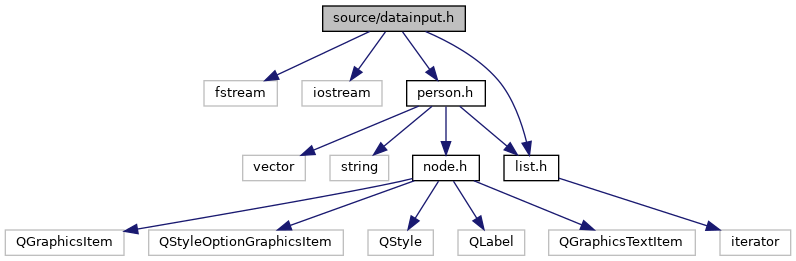 source/datainput.h
fstream
iostream
person.h
vector
string
node.h
list.h
QGraphicsItem
QStyleOptionGraphicsItem
QStyle
QLabel
QGraphicsTextItem
iterator